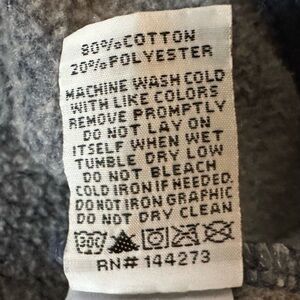 80%COTTON
20%POLYESTER
MACHINE WASH COLD
WITH LIKE COLORS
REMOVE PROMPTLY
DO NOT LAY ON
ITSELF WHEN WET
TUMBLE DRY LOW
DO NOT BLEACH
COLD IRON IF NEEDED.
DO NOT IRON GRAPHIC
DO NOT DRY CLEAN
30C
RN# 144273